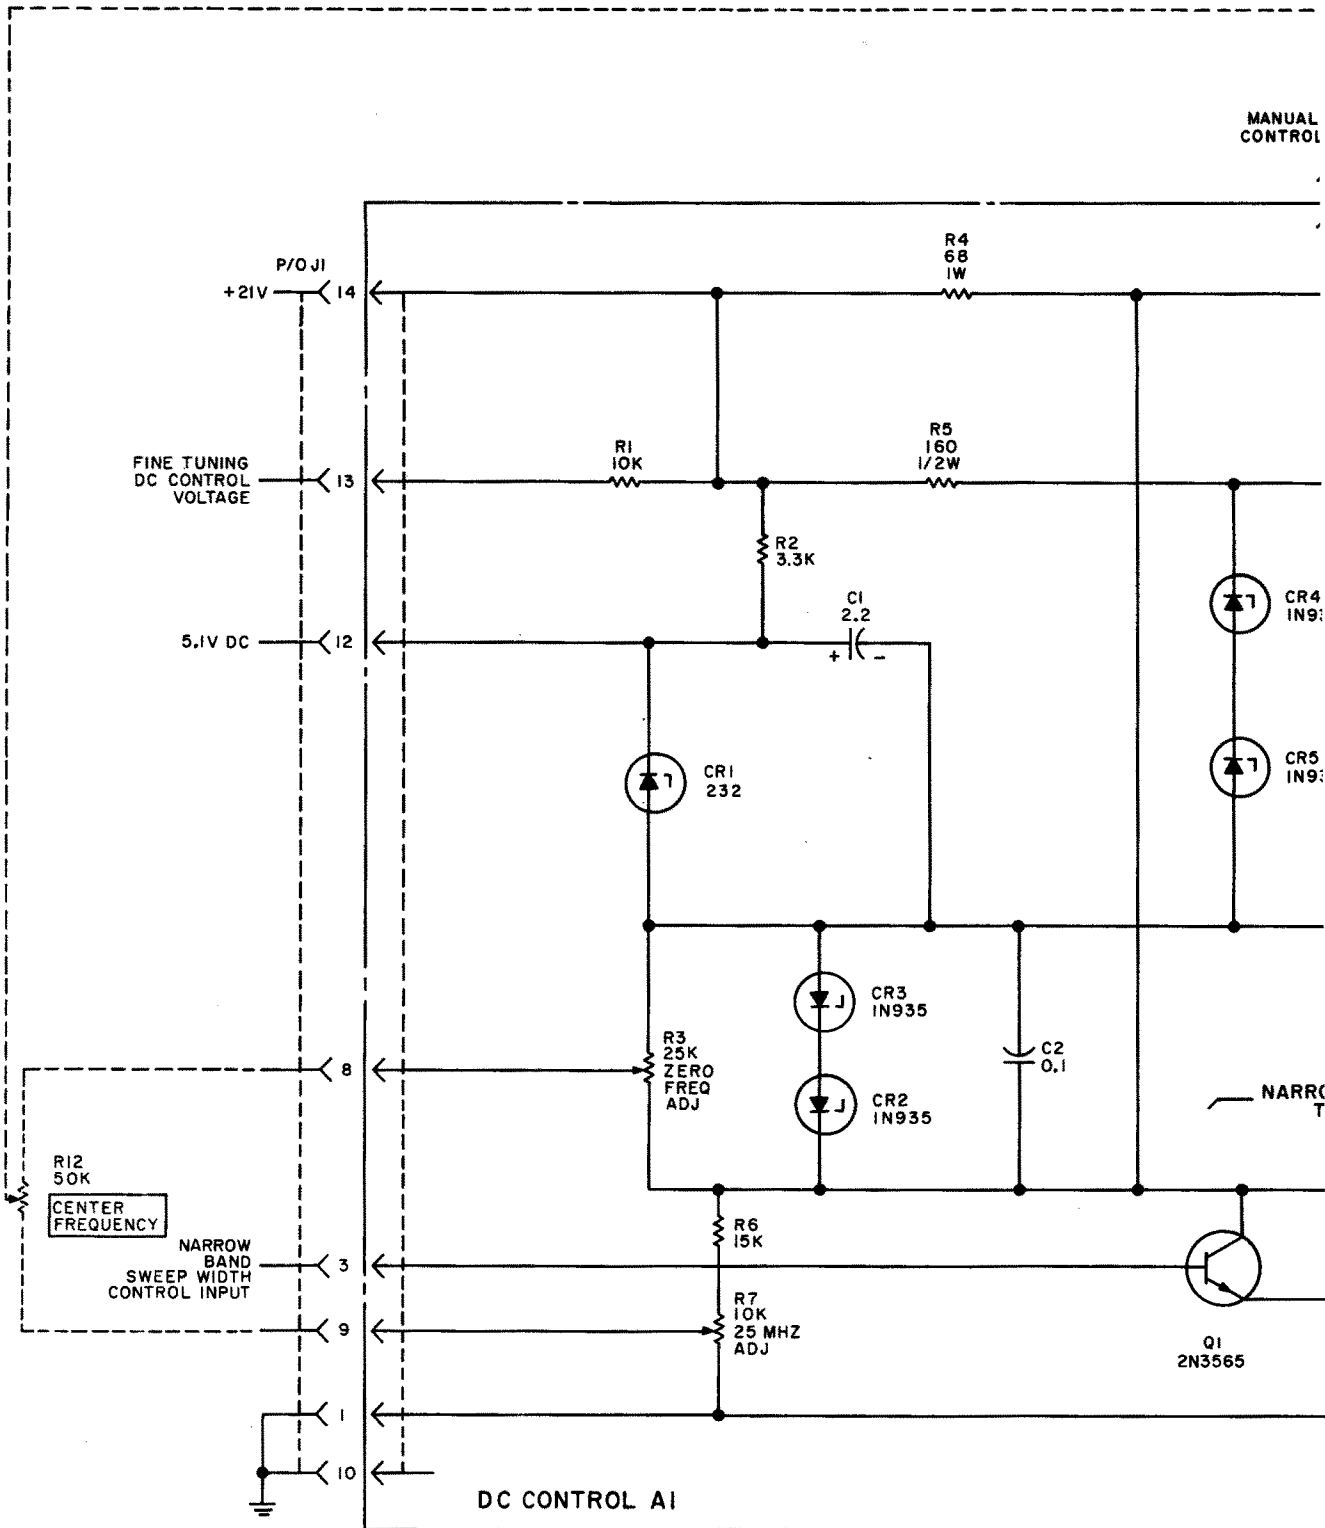 MANUAL
CONTROL
P/O J1
+21V
14
R4
68
1W
FINE TUNING
DC CONTROL
VOLTAGE
13
R1
10K
R5
160
1/2W
R2
3.3K
5.1V DC
12
C1
2.2
+
-
CR4
1N93
CR1
232
CR5
1N93
CR3
1N935
8
R3
25K
ZERO
FREQ
ADJ
C2
0.1
CR2
1N935
R12
50K
CENTER
FREQUENCY
R6
15K
NARROW
BAND
SWEEP WIDTH
CONTROL INPUT
3
9
R7
10K
25 MHZ
ADJ
Q1
2N3565
1
10
DC CONTROL A1